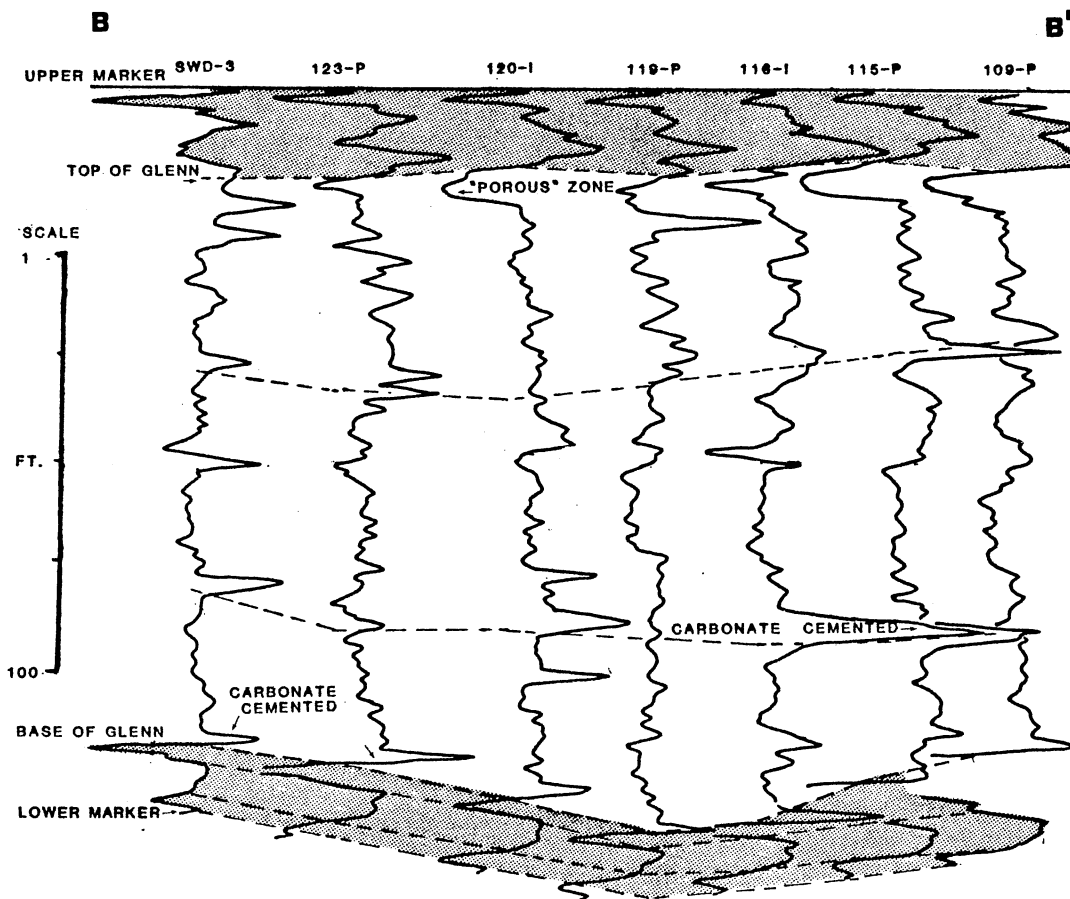 B
B'
UPPER MARKER SWD-3 123-P 120-I 119-P 116-I 115-P 109-P
TOP OF GLENN
"POROUS" ZONE
SCALE
1
FT.
CARBONATE CEMENTED
100
CARBONATE
CEMENTED
BASE OF GLENN
LOWER MARKER